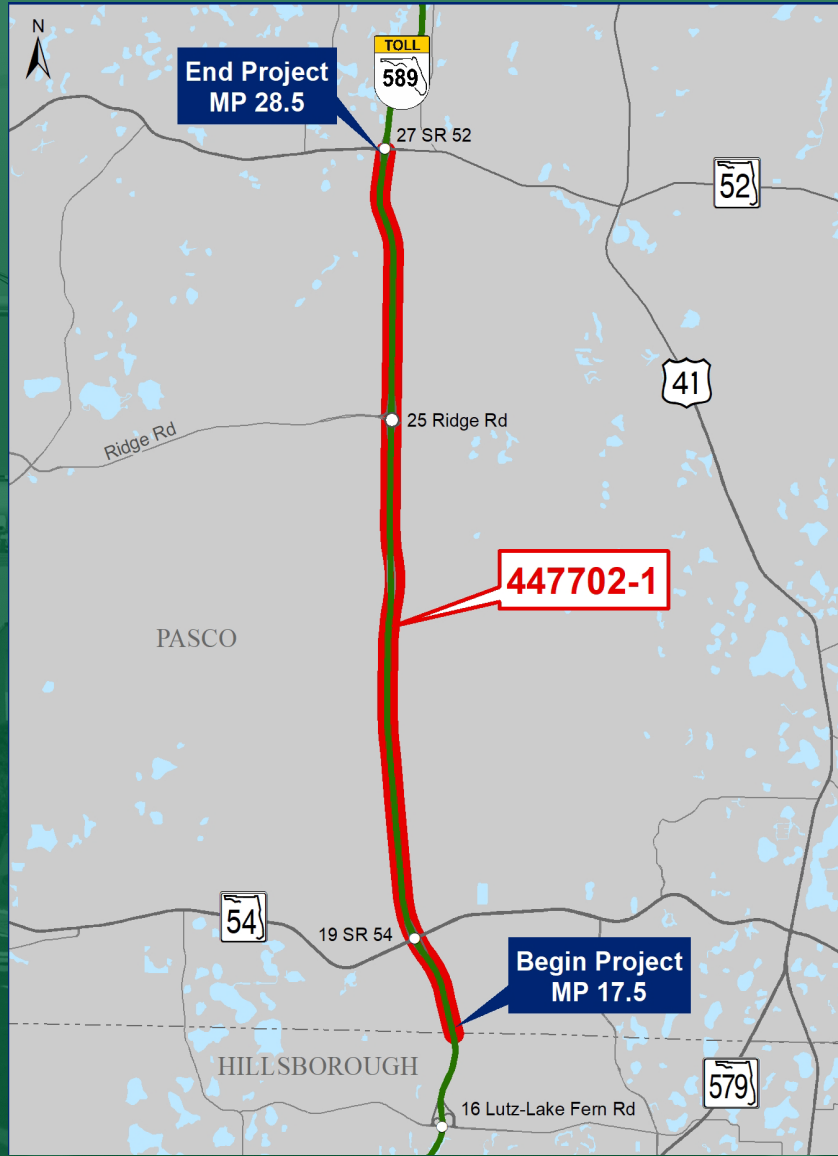 N
TOLL
589
End Project
MP 28.5
27 SR 52
52
41
25 Ridge Rd
Ridge Rd
447702-1
PASCO
54
19 SR 54
Begin Project
MP 17.5
HILLSBOROUGH
579
16 Lutz-Lake Fern Rd